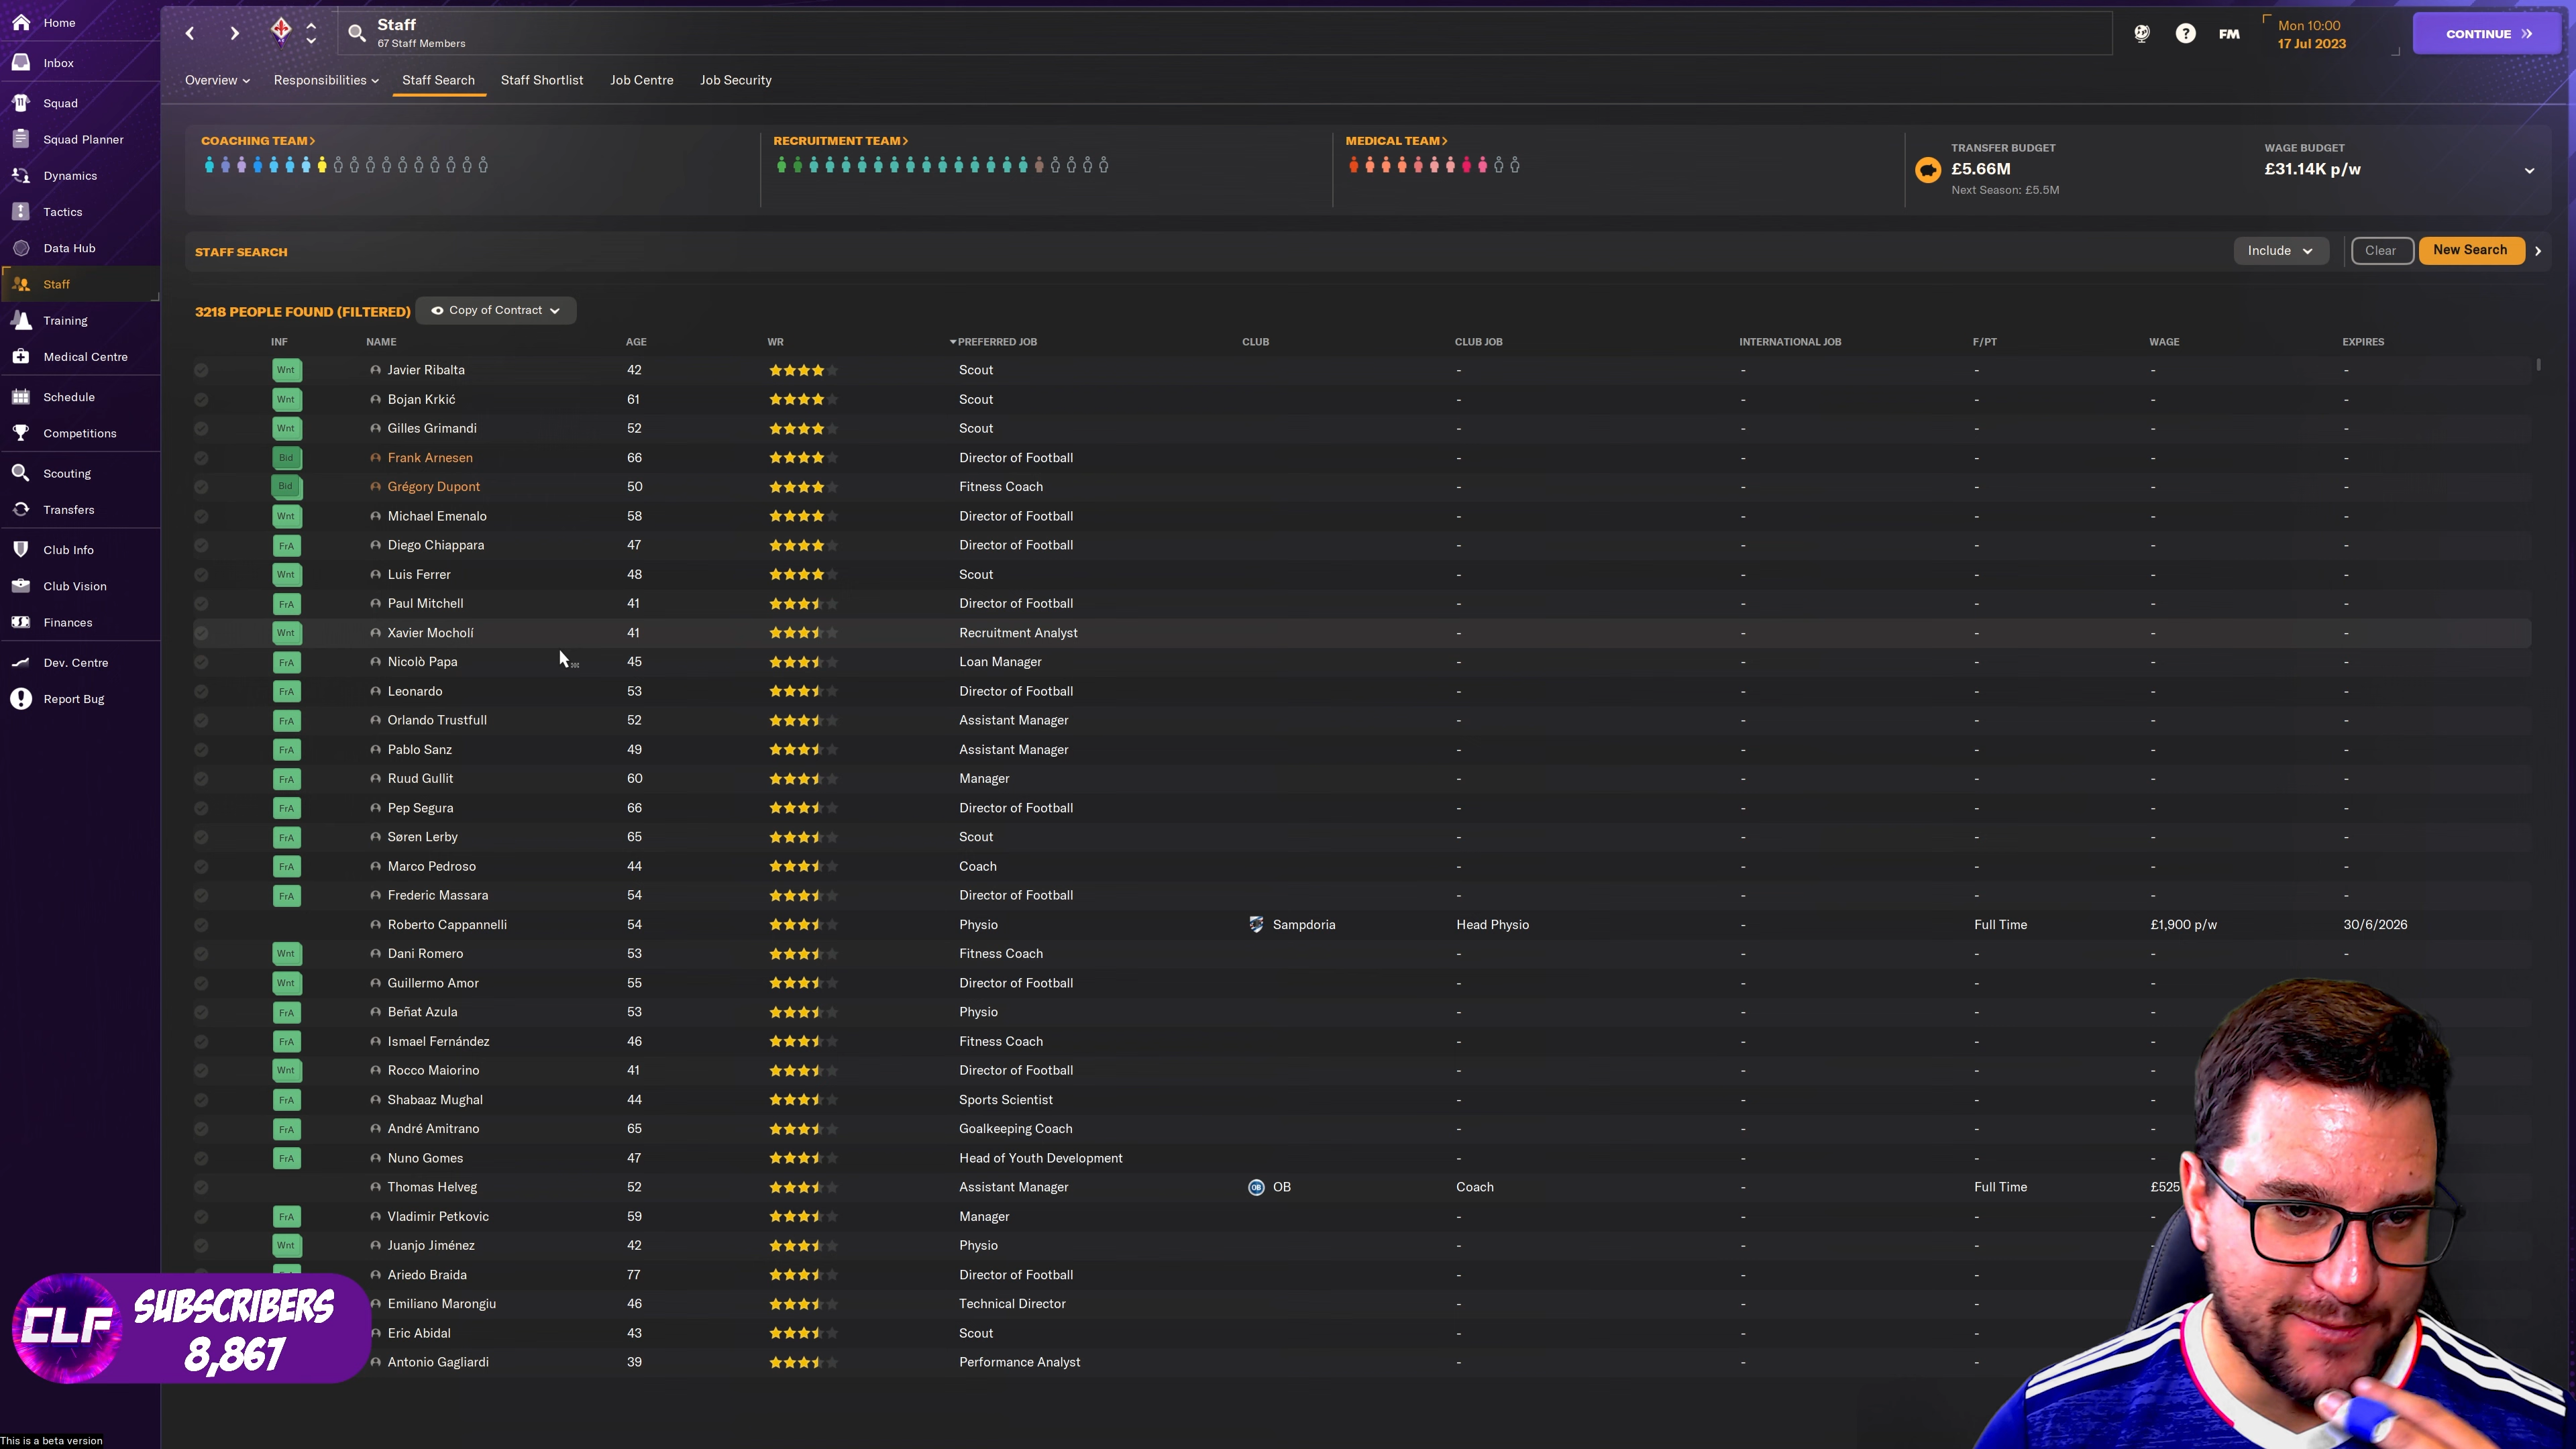 Home
Inbox
Squad
Squad Planner
Dynamics
Tactics
Data Hub
Staff
Training
Medical Centre
Schedule
Competitions
Scouting
Transfers
Club Info
Club Vision
Finances
Dev. Centre
Report Bug
Staff
67 Staff Members
FM
Mon 10:00
17 Jul 2023
CONTINUE
Overview Responsibilities Staff Search Staff Shortlist Job Centre Job Security
COACHING TEAM>
RECRUITMENT TEAM>
MEDICAL TEAM>
TRANSFER BUDGET
£5.66M
Next Season: £5.5M
WAGE BUDGET
£31.14K p/w
STAFF SEARCH Include Clear New Search
3218 PEOPLE FOUND (FILTERED) Copy of Contract
INF NAME AGE WR PREFERRED JOB CLUB CLUB JOB INTERNATIONAL JOB F/PT WAGE EXPIRES
Wnt Javier Ribalta 42 Scout - - - - -
Wnt Bojan Krkić 61 Scout - - - - -
Wnt Gilles Grimandi 52 Scout - - - - -
Bid Frank Arnesen 66 Director of Football - - - - -
Bid Grégory Dupont 50 Fitness Coach - - - - -
Wnt Michael Emenalo 58 Director of Football - - - - -
FrA Diego Chiappara 47 Director of Football - - - - -
Wnt Luis Ferrer 48 Scout - - - - -
FrA Paul Mitchell 41 Director of Football - - - - -
Wnt Xavier Mocholí 41 Recruitment Analyst - - - - -
FrA Nicolò Papa 45 Loan Manager - - - - -
FrA Leonardo 53 Director of Football - - - - -
FrA Orlando Trustfull 52 Assistant Manager - - - - -
FrA Pablo Sanz 49 Assistant Manager - - - - -
FrA Ruud Gullit 60 Manager - - - - -
FrA Pep Segura 66 Director of Football - - - - -
FrA Søren Lerby 65 Scout - - - - -
FrA Marco Pedroso 44 Coach - - - - -
FrA Frederic Massara 54 Director of Football - - - - -
Roberto Cappannelli 54 Physio Sampdoria Head Physio - Full Time £1,900 p/w 30/6/2026
Wnt Dani Romero 53 Fitness Coach - - - - -
Wnt Guillermo Amor 55 Director of Football - - - -
FrA Beñat Azula 53 Physio - - - -
FrA Ismael Fernández 46 Fitness Coach - - - -
Wnt Rocco Maiorino 41 Director of Football - - - -
FrA Shabaaz Mughal 44 Sports Scientist - - - -
FrA André Amitrano 65 Goalkeeping Coach - - - -
FrA Nuno Gomes 47 Head of Youth Development - - - -
Thomas Helveg 52 Assistant Manager OB OB Coach - Full Time £525
FrA Vladimir Petkovic 59 Manager - - - -
Wnt Juanjo Jiménez 42 Physio - - - -
Ariedo Braida 77 Director of Football - - -
Emiliano Marongiu 46 Technical Director - - -
Eric Abidal 43 Scout - - -
Antonio Gagliardi 39 Performance Analyst - - -
CLF SUBSCRIBERS
8,867
This is a beta version